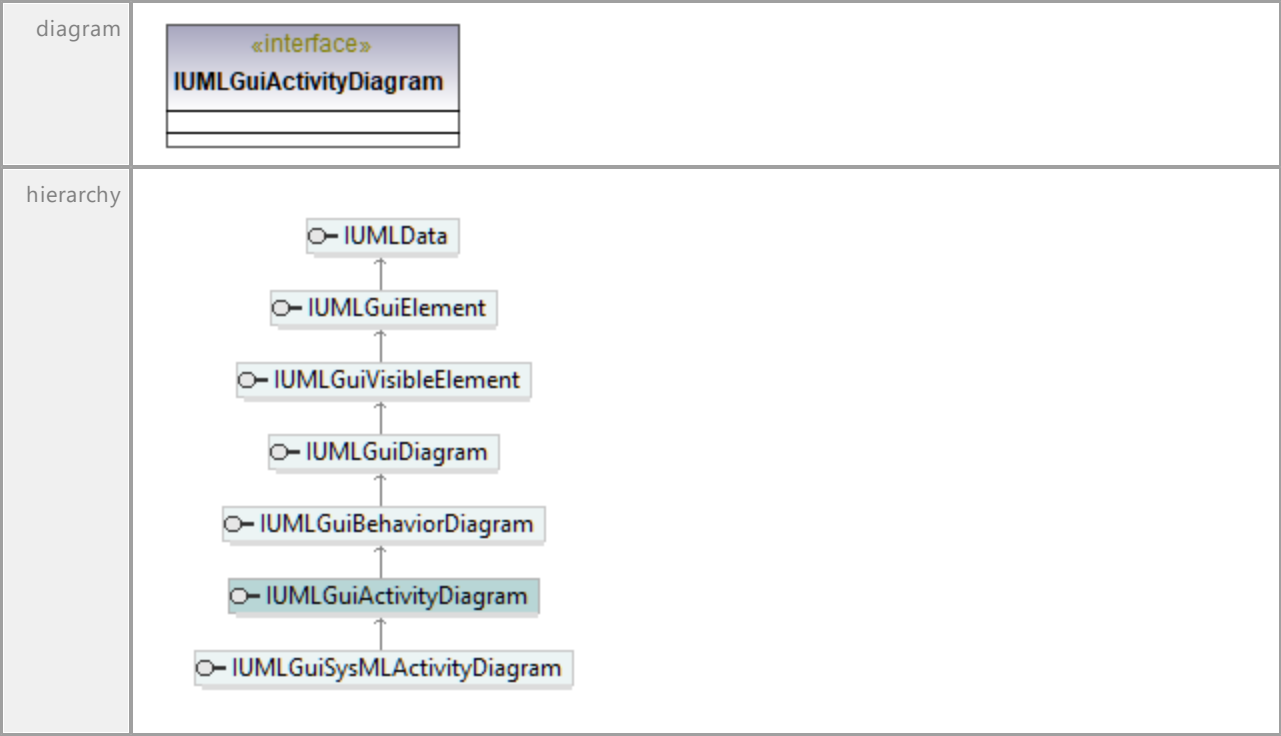 diagram
«interface»
IUMLGuiActivityDiagram
hierarchy
IUMLData
IUMLGuiElement
IUMLGuiVisibleElement
IUMLGuiDiagram
IUMLGuiBehaviorDiagram
IUMLGuiActivityDiagram
IUMLGuiSysMLActivityDiagram